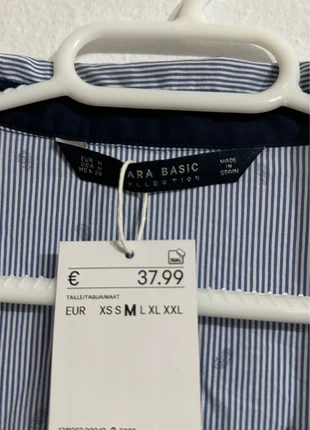 EUR M
USA M
MEX 28
ARA BASIC
COLLECTION
MADE IN
SPAIN
€ 37.99
TAILLE/TAGLIA/MAAT
EUR XS S M L XL XXL